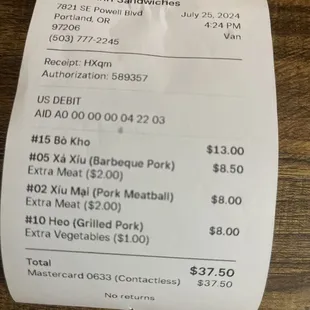 Sandwiches
7821 SE Powell Blvd
July 25, 2024
Portland, OR
4:24 PM
97206
Van
(503) 777-2245
Receipt: HXqm
Authorization: 589357
US DEBIT
AID A0 00 00 00 04 22 03
#15 Bò Kho $13.00
#05 Xá Xíu (Barbeque Pork) $8.50
Extra Meat ($2.00)
#02 Xíu Mại (Pork Meatball) $8.00
Extra Meat ($2.00)
#10 Heo (Grilled Pork) $8.00
Extra Vegetables ($1.00)
Total $37.50
Mastercard 0633 (Contactless) $37.50
No returns